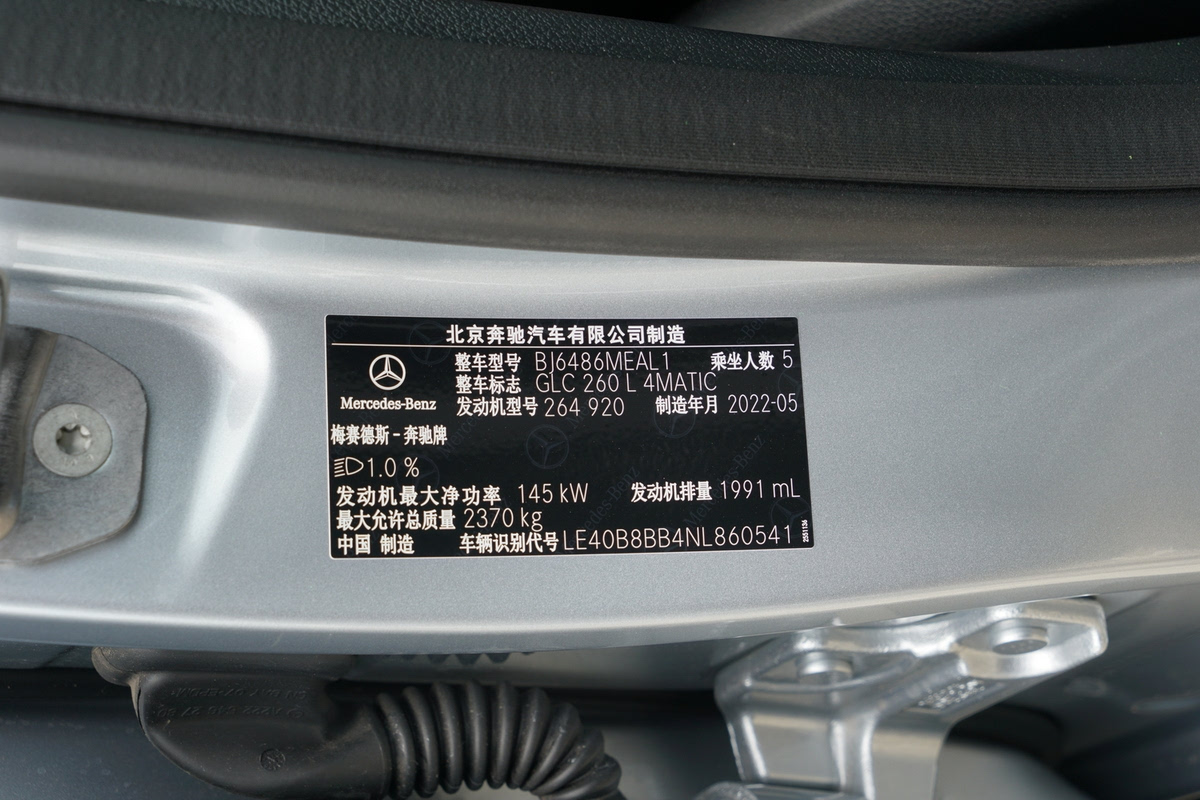 北京奔驰汽车有限公司制造
整车型号 BJ6486MEAL1 乘坐人数 5
整车标志 GLC 260 L 4MATIC
Mercedes-Benz
发动机型号 264 920 制造年月 2022-05
梅赛德斯-奔驰牌
1.0 %
发动机最大净功率 145 kW 发动机排量 1991 mL
最大允许总质量 2370 kg
中国 制造 车辆识别代号 LE40B8BB4NL860541
2551136